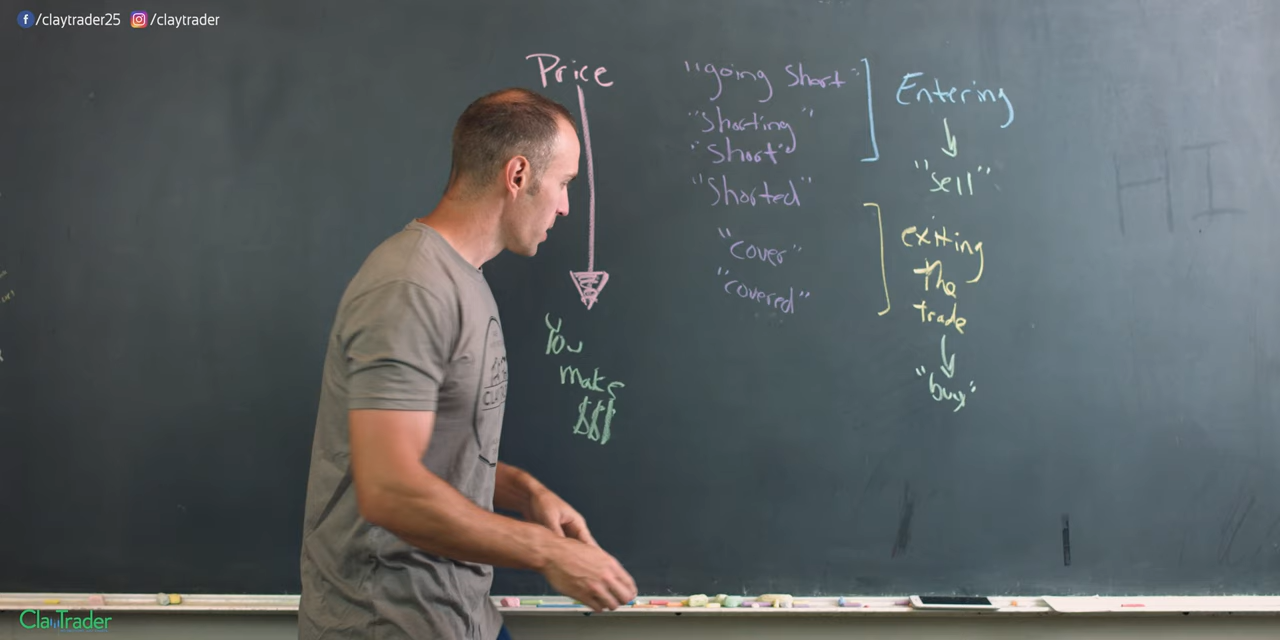 /claytrader25 /claytrader
Price
"going Short"
"Shorting"
"Short"
"Shorted"
"cover"
"covered"
Entering
"sell"
exiting
The
trade
"buy"
You
make
$$$
HI
ClayTrader